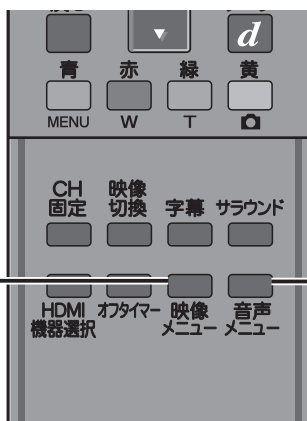 d
青 赤 緑 黄
MENU W T
CH 映像
固定 切換 字幕 サラウンド
HDMI オフタイマー 映像 音声
機器選択 メニュー メニュー